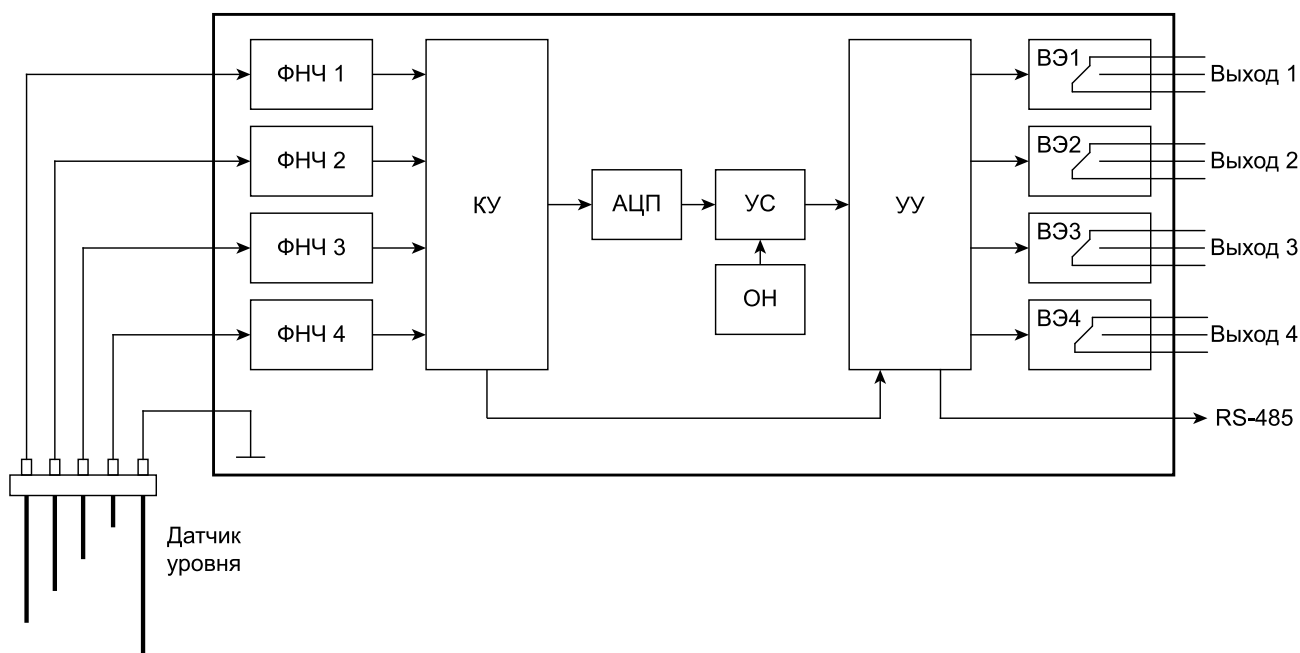 ФНЧ 1
ВЭ1
Выход 1
ФНЧ 2
ВЭ2
Выход 2
КУ
АЦП
УС
УУ
ФНЧ 3
ВЭ3
Выход 3
ОН
ФНЧ 4
ВЭ4
Выход 4
RS-485
Датчик
уровня